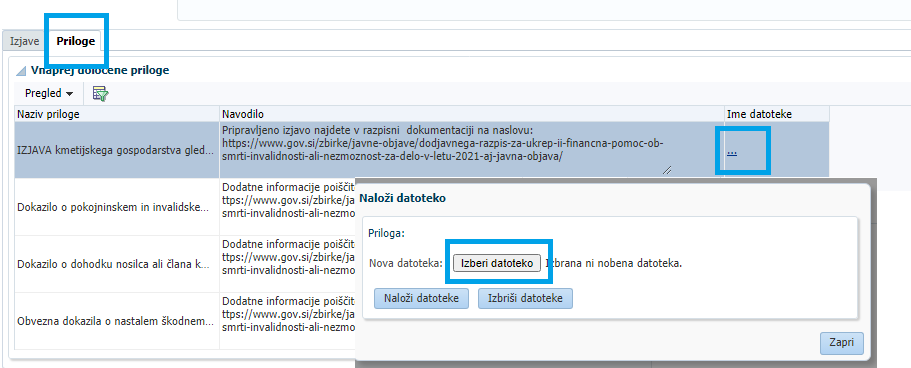 Izjave
Priloge
Vnaprej določene priloge
Pregled
Naziv priloge
Navodilo
Ime datoteke
IZJAVA kmetijskega gospodarstva gled...
Pripravljeno izjavo najdete v razpisni dokumentaciji na naslovu:
https://www.gov.si/zbirke/javne-objave/dodjavnega-razpis-za-ukrep-ii-financna-pomoc-ob-
smrti-invalidnosti-ali-nezmoznost-za-delo-v-letu-2021-aj-javna-objava/
...
Dokazilo o pokojninskem in invalidske...
Dodatne informacije poiščite
ttps://www.gov.si/zbirke/ja
smrti-invalidnosti-ali-nezmo
Dokazilo o dohodku nosilca ali člana k...
Dodatne informacije poiščite
ttps://www.gov.si/zbirke/ja
smrti-invalidnosti-ali-nezmo
Obvezna dokazila o nastalem škodnem...
Dodatne informacije poiščit
ttps://www.gov.si/zbirke/jav
smrti-invalidnosti-ali-nezmo
Naloži datoteko
Priloga:
Nova datoteka: Izberi datoteko Izbrana ni nobena datoteka.
Naloži datoteke
Izbriši datoteke
Zapri